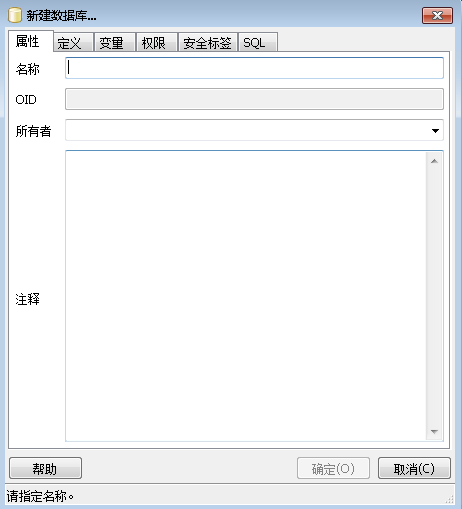 新建数据库...
属性 定义 变量 权限 安全标签 SQL
名称
OID
所有者
注释
帮助 确定(O) 取消(C)
请指定名称。